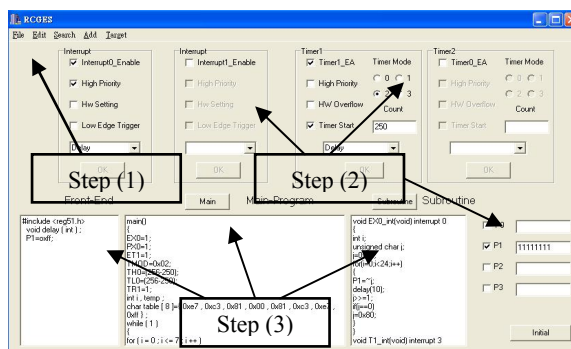 RCGES
File Edit Search Add Target
Interrupt Interrupt Timer1 Timer2
Interrupt0_Enable Interrupt1_Enable Timer1_EA Timer Mode Timer0_EA Timer Mode
High Priority High Priority High Priority 0 1 High Priority 0 1
2 3 2 3
Hw Setting Hw Setting HW Overflow Count HW Overflow Count
Low Edge Trigger Low Edge Trigger Timer Start 250 Timer Start
Delay Delay
OK OK OK OK
Step (1) Step (2)
Front-End Main Main-Program Subroutine Subroutine
#include <reg51.h>
void delay ( int ) ;
P1=oxff ;
main()
{
EX0=1;
PX0=1;
ET1=1;
TMOD=0x02;
TH0=(256-250);
TL0=(256-250);
TR1=1;
int i , temp ;
char table [ 8 ]= 0xe7 , 0xc3 , 0x81 , 0x00 , 0x81 , 0xc3 , 0xe7 ,
0xff } ;
while ( 1 )
{
for ( i = 0 ; i <= 7 ; i ++ )
void EX0_int(void) interrupt 0
{
int i;
unsigned char j;
for(i=0;i<24;i++)
{
P1=~j;
delay(10);
j>>=1;
if(j==0)
j=0x80;
}
}
void T1_int(void) interrupt 3
P1 11111111
P2
P3
Step (3)
Initial